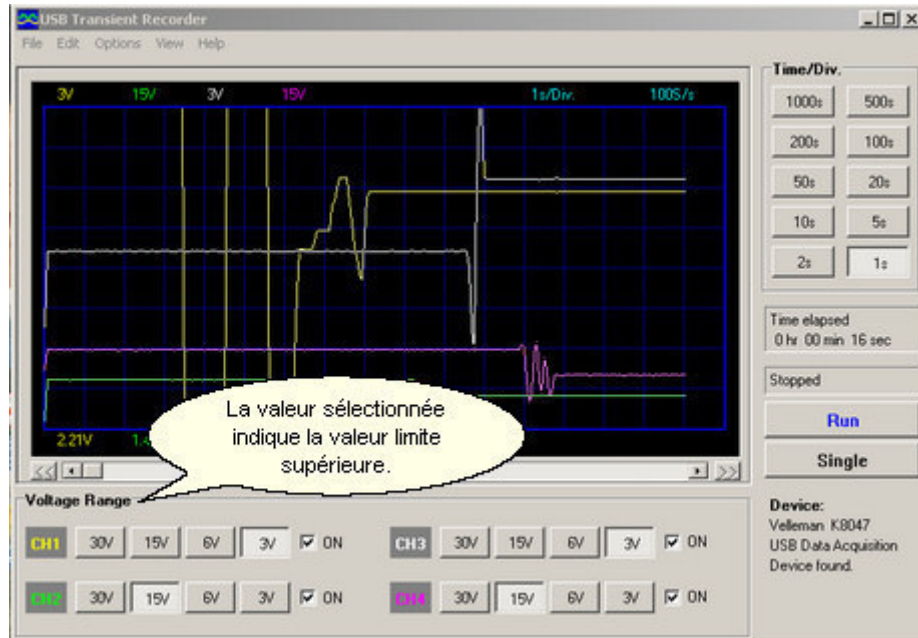 USB Transient Recorder
File Edit Options View Help
3V 15V 3V 15V 1s/Div. 100S/s
Time/Div.
1000s 500s
200s 100s
50s 20s
10s 5s
2s 1s
Time elapsed
0 hr 00 min 16 sec
Stopped
Run
Single
La valeur sélectionnée
indique la valeur limite
supérieure.
2.21V
Voltage Range
CH1 30V 15V 6V 3V ON
CH3 30V 15V 6V 3V ON
CH2 30V 15V 6V 3V ON
CH4 30V 15V 6V 3V ON
Device:
Velleman K8047
USB Data Acquisition
Device found.